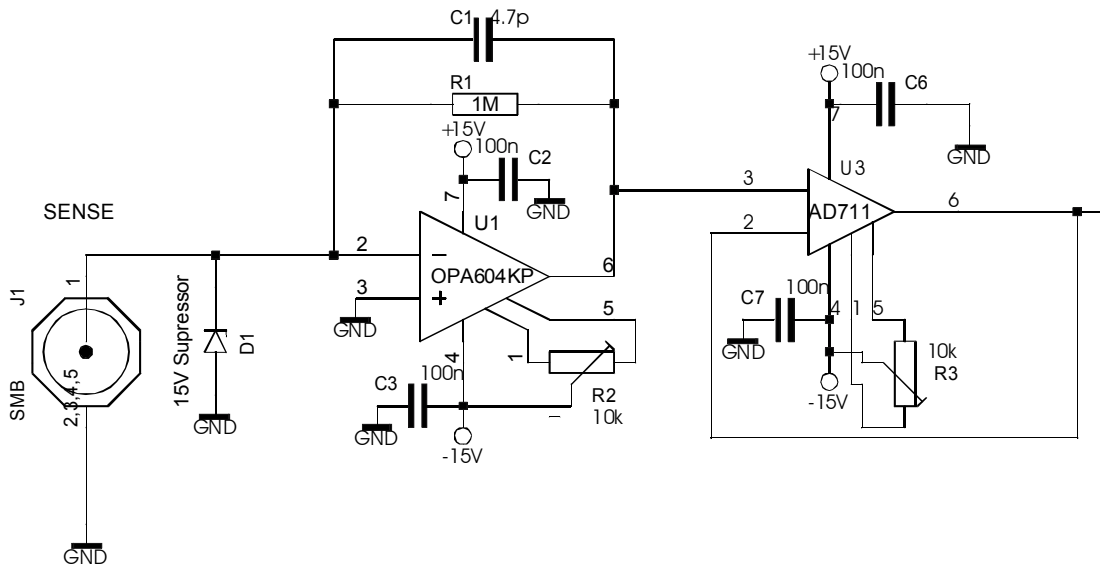 C1 4.7p
R1
1M
+15V
100n C2
7
GND
U1
SENSE
2
OPA604KP
6
3
GND
5
1
4
100n
C3
GND
R2
10k
-15V
J1
1
SMB
2,3,4,5
GND
15V Supressor
D1
GND
+15V
100n C6
7
GND
U3
3
AD711
6
2
100n
C7
4 1 5
GND
10k
R3
-15V